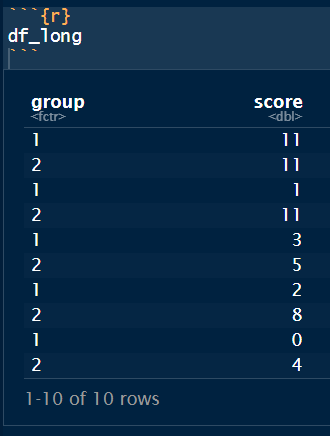 ```{r}
df_long
```
group score
<fctr> <dbl>
1 11
2 11
1 1
2 11
1 3
2 5
1 2
2 8
1 0
2 4
1-10 of 10 rows